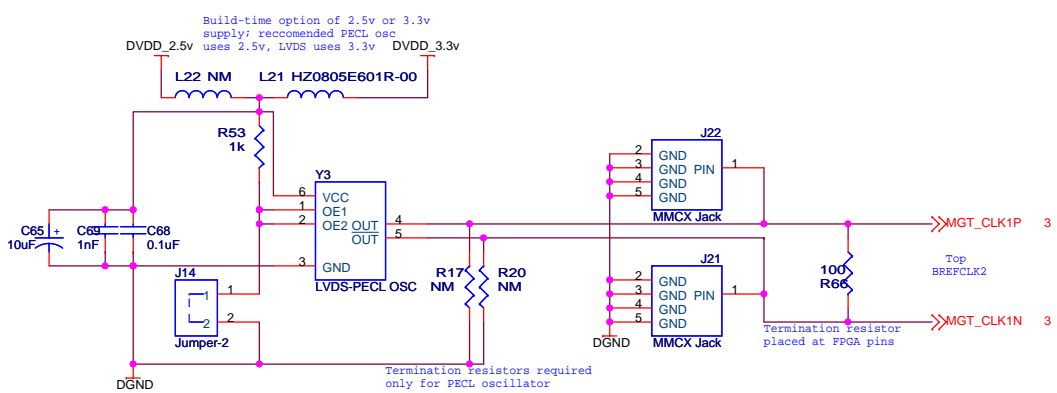 Build-time option of 2.5v or 3.3v
supply; reccomended PECL osc
uses 2.5v, LVDS uses 3.3v
DVDD_2.5v
DVDD_3.3v
L22 NM
L21 HZ0805E601R-00
R53
1k
Y3
6 VCC
1 OE1
2 OE2
OUT 4
OUT 5
3 GND
LVDS-PECL OSC
C65 +
10uF
C69
1nF
C68
0.1uF
J14
1 1
2 2
Jumper-2
DGND
R17
NM
R20
NM
Termination resistors required
only for PECL oscillator
J22
2 GND
3 GND PIN 1
4 GND
5 GND
MMCX Jack
J21
2 GND
3 GND PIN 1
4 GND
5 GND
MMCX Jack
DGND
MGT_CLK1P 3
Top
BREFCLK2
100
R66
MGT_CLK1N 3
Termination resistor
placed at FPGA pins